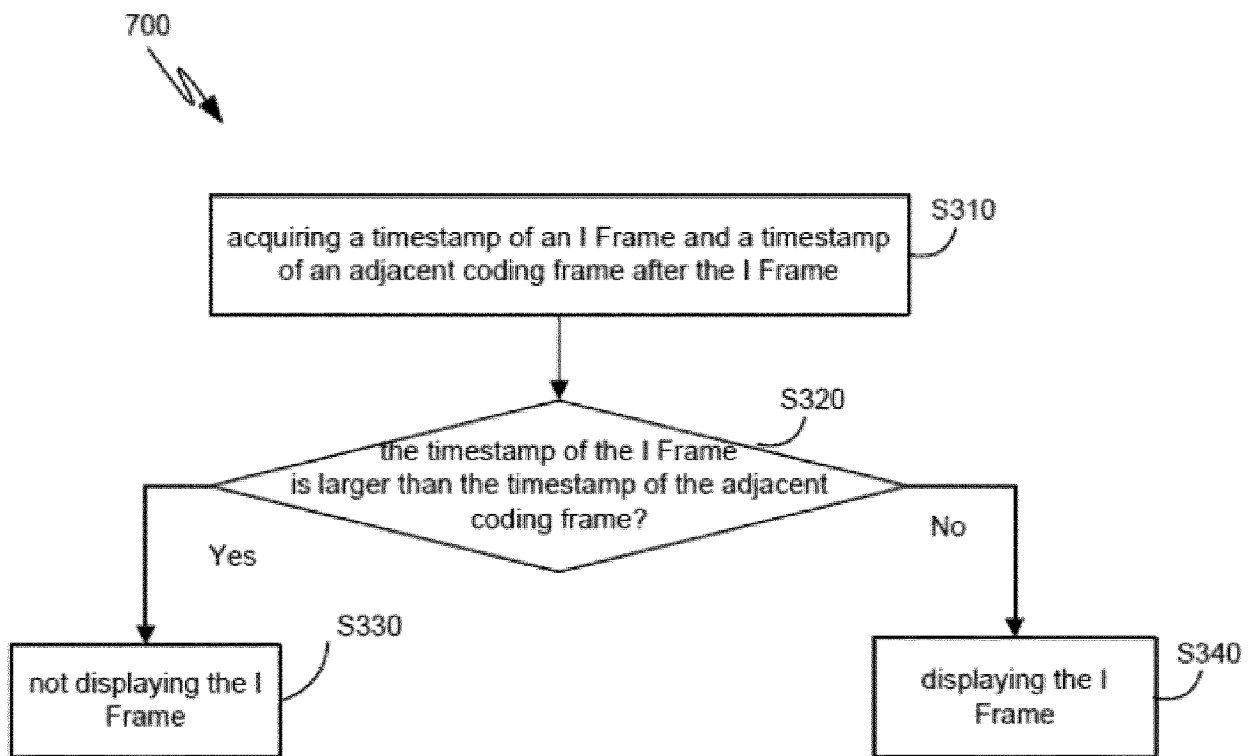 700
S310
acquiring a timestamp of an I Frame and a timestamp
of an adjacent coding frame after the I Frame
S320
the timestamp of the I Frame
is larger than the timestamp of the adjacent
coding frame?
Yes
No
S330
not displaying the I
Frame
S340
displaying the I
Frame